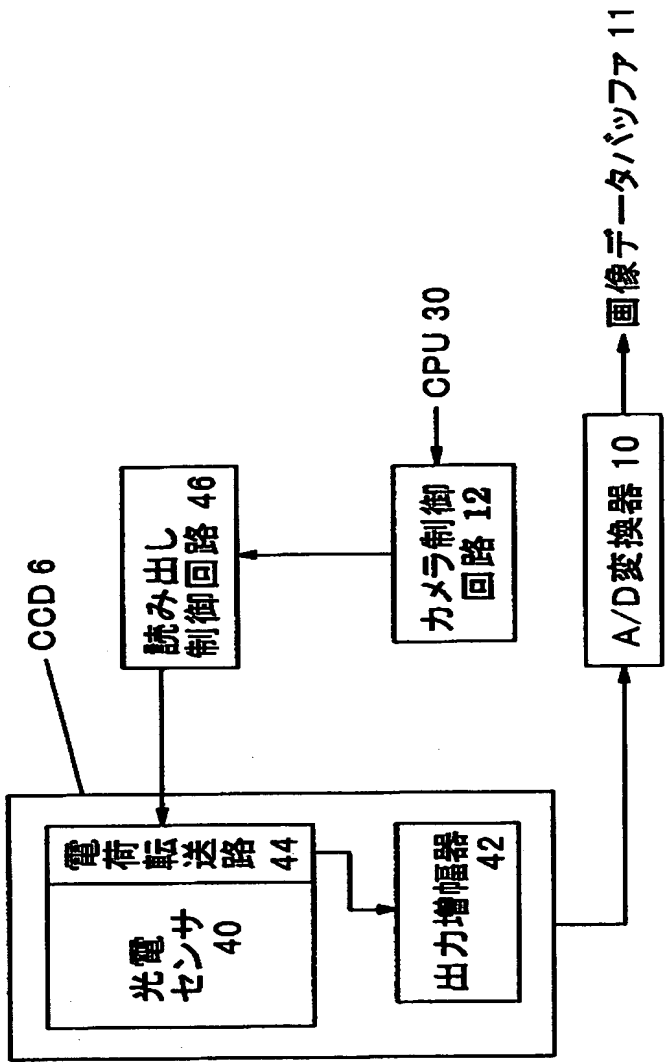 CCD 6
光電
センサ
40
電荷転送路
44
出力増幅器
42
読み出し
制御回路 46
カメラ制御
回路 12
CPU 30
A/D変換器 10
画像データバッファ 11